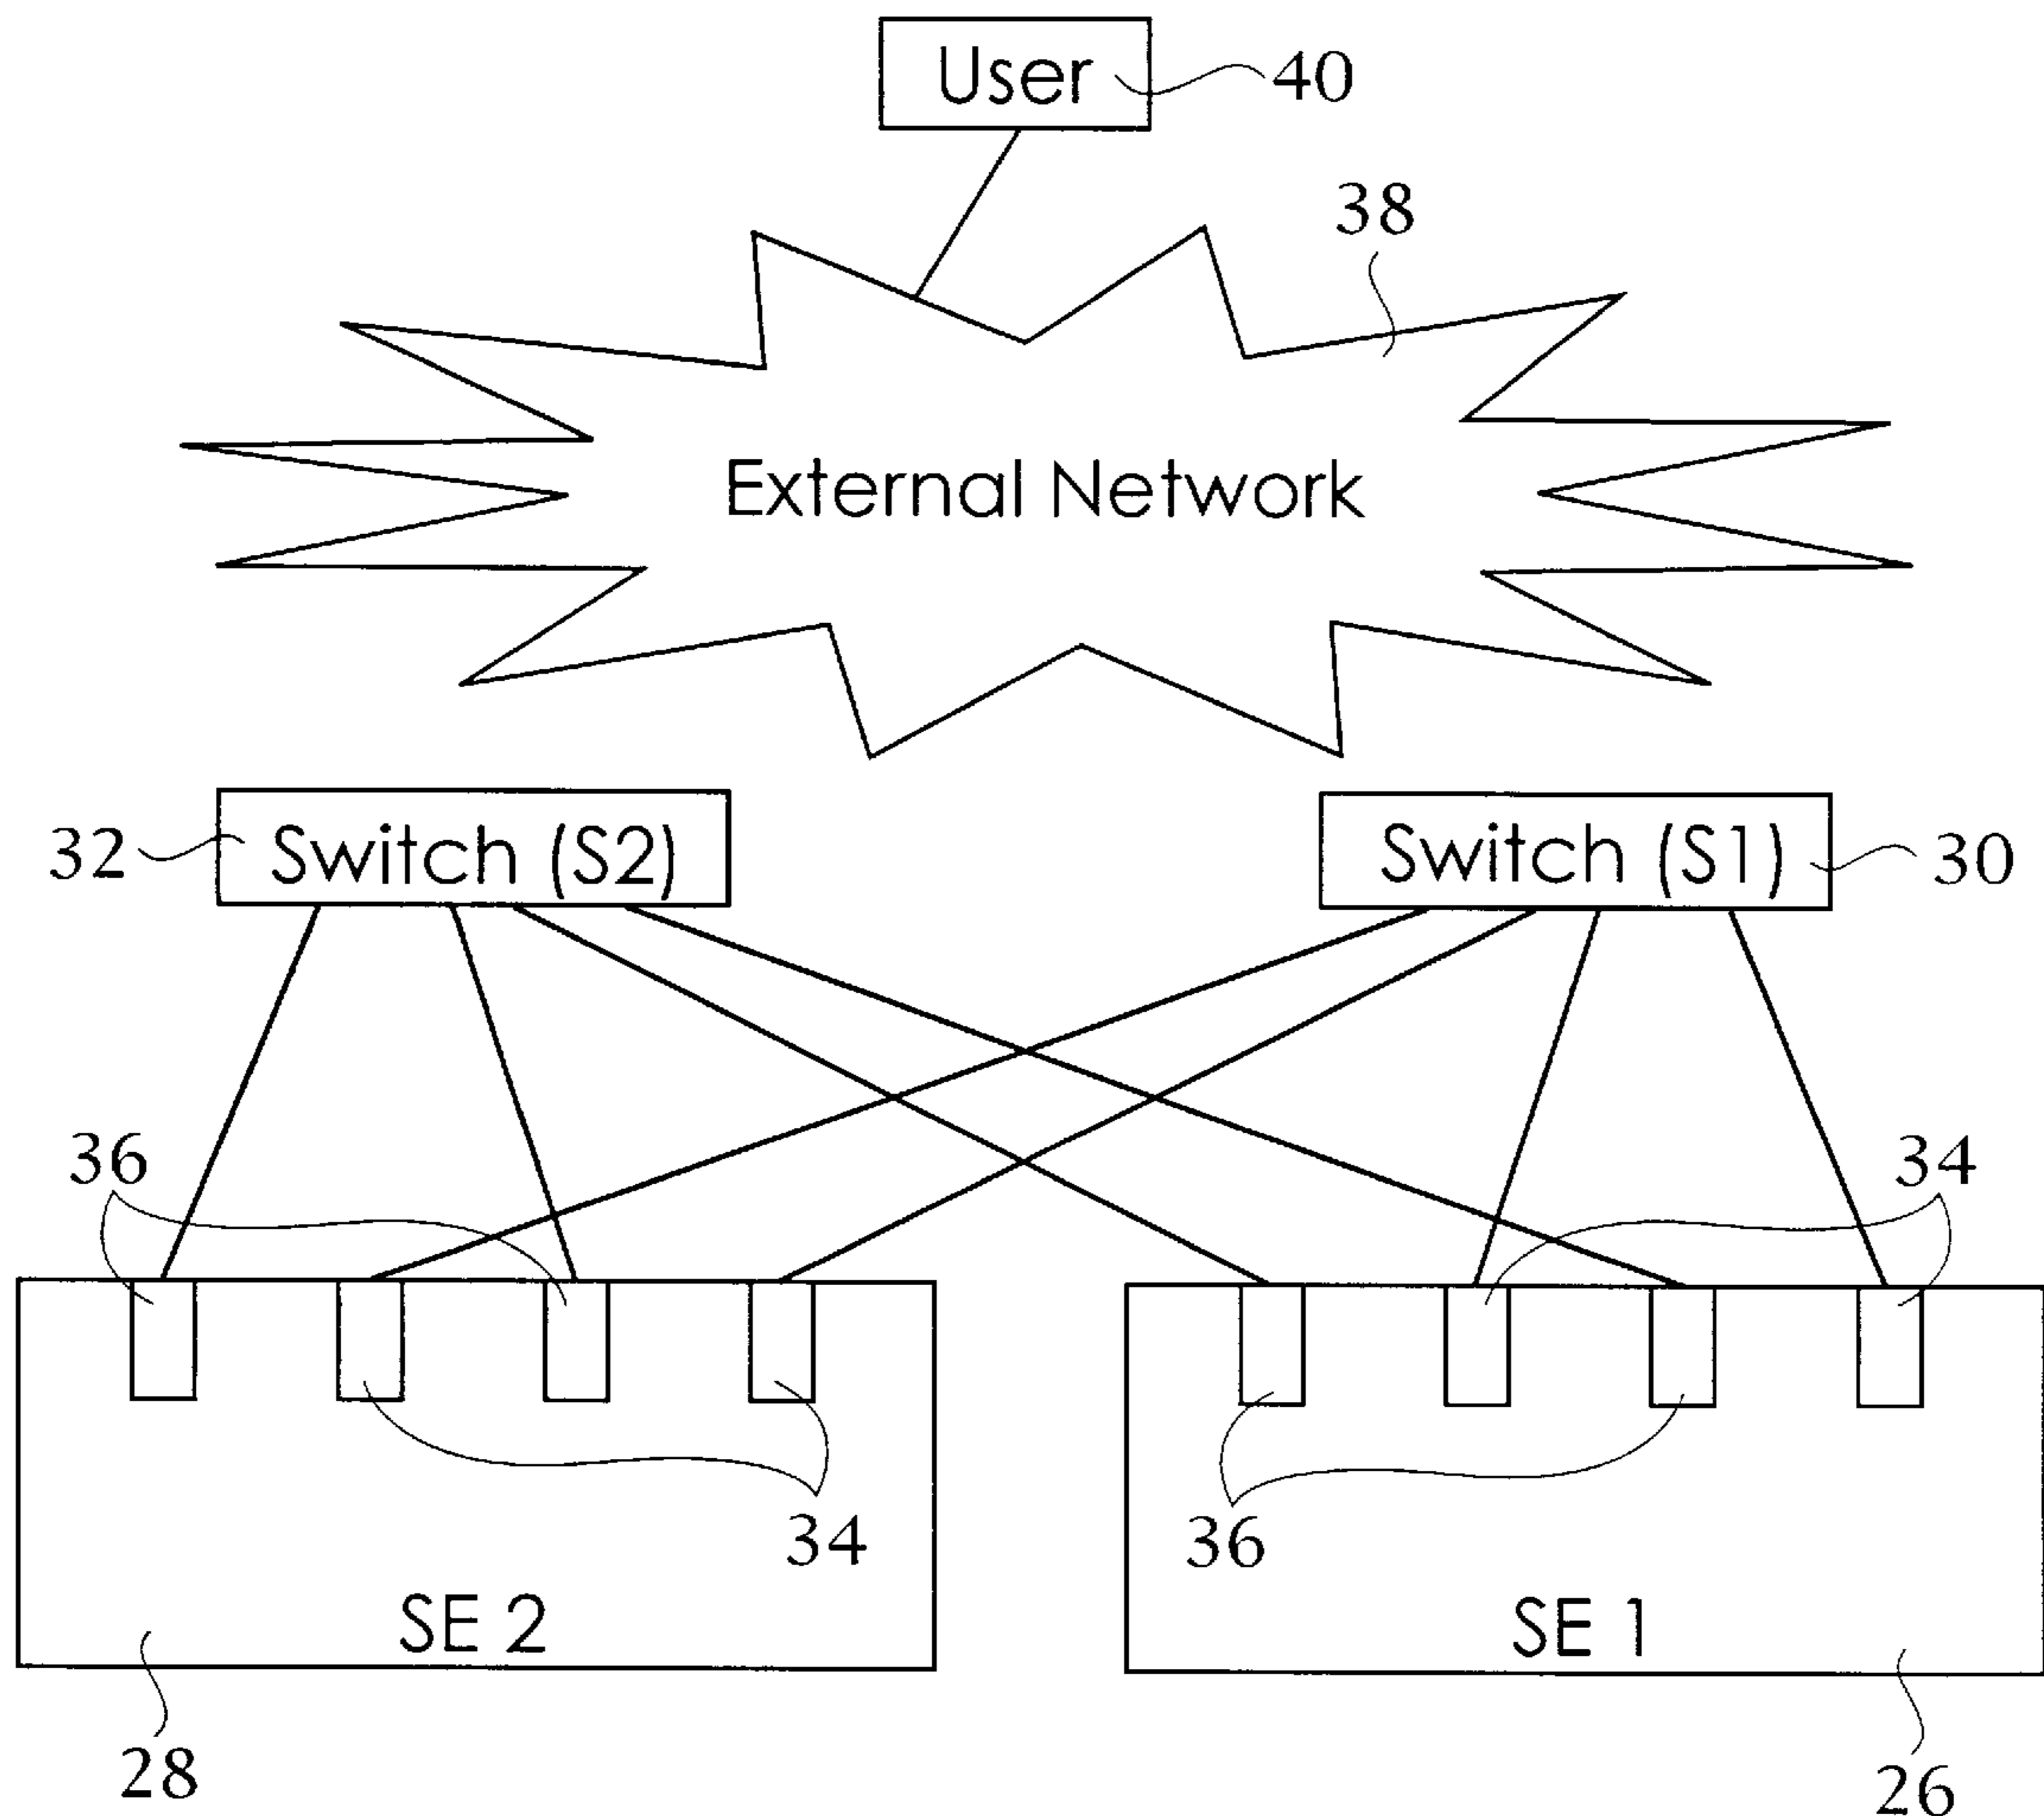 User
40
38
External Network
32
Switch (S2)
Switch (S1)
30
36
34
34
36
SE 2
SE 1
28
26